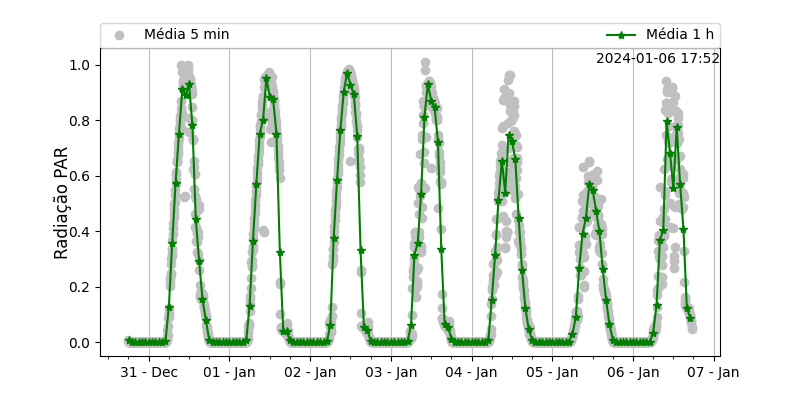 Média 5 min
Média 1 h
2024-01-06 17:52
Radiação PAR
1.0
0.8
0.6
0.4
0.2
0.0
31 - Dec
01 - Jan
02 - Jan
03 - Jan
04 - Jan
05 - Jan
06 - Jan
07 - Jan